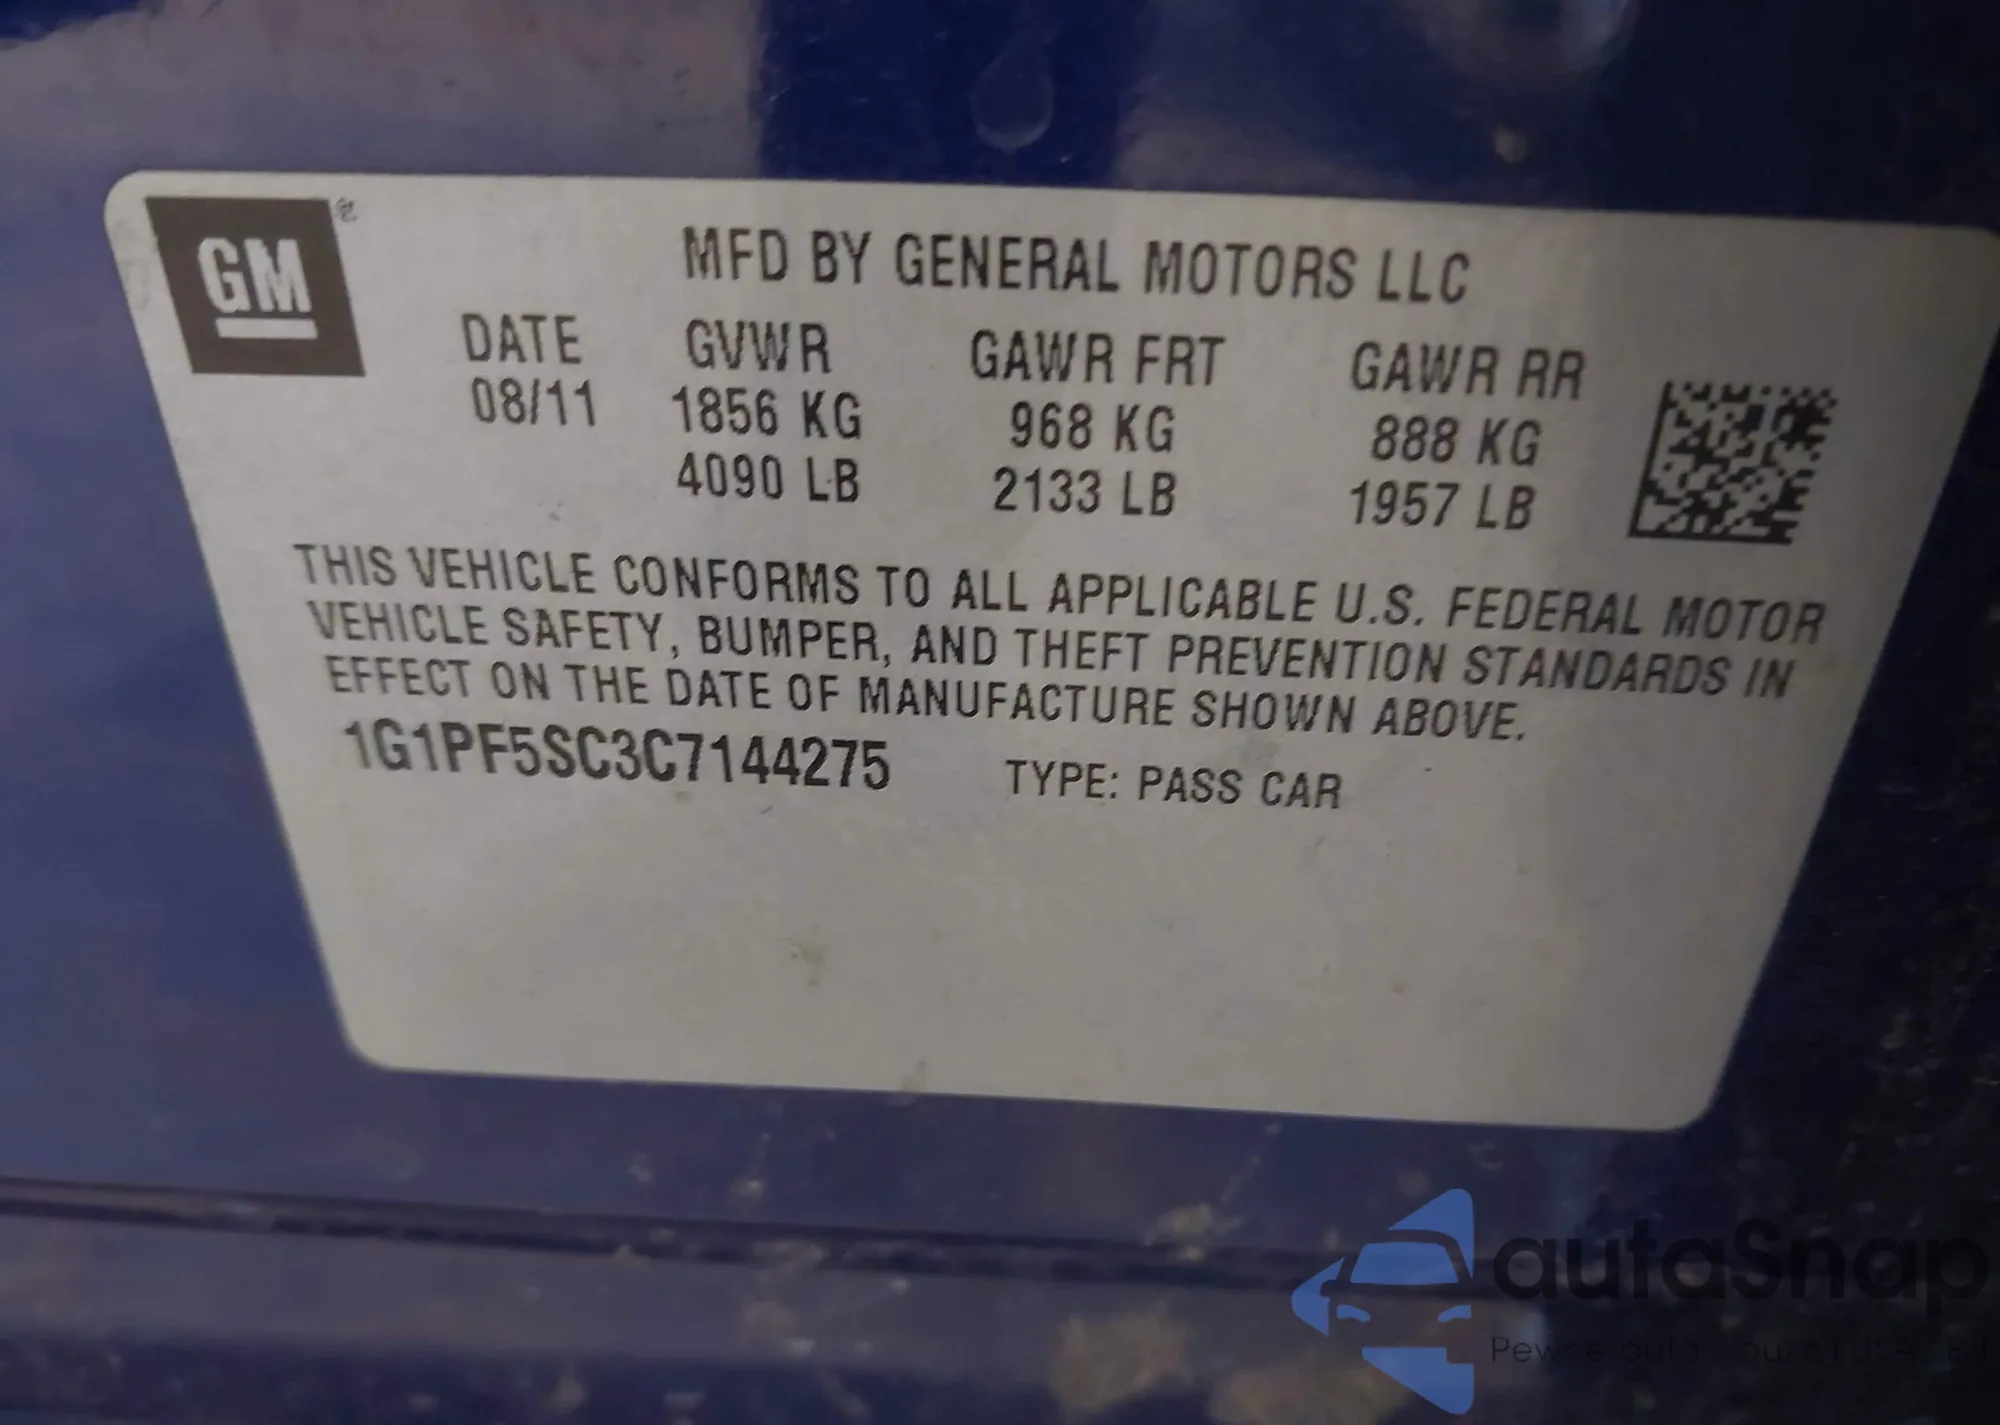 GM
MFD BY GENERAL MOTORS LLC
DATE GVWR GAWR FRT GAWR RR
08/11 1856 KG 968 KG 888 KG
4090 LB 2133 LB 1957 LB
THIS VEHICLE CONFORMS TO ALL APPLICABLE U.S. FEDERAL MOTOR
VEHICLE SAFETY, BUMPER, AND THEFT PREVENTION STANDARDS IN
EFFECT ON THE DATE OF MANUFACTURE SHOWN ABOVE.
1G1PF5SC3C7144275 TYPE: PASS CAR
autaSnap